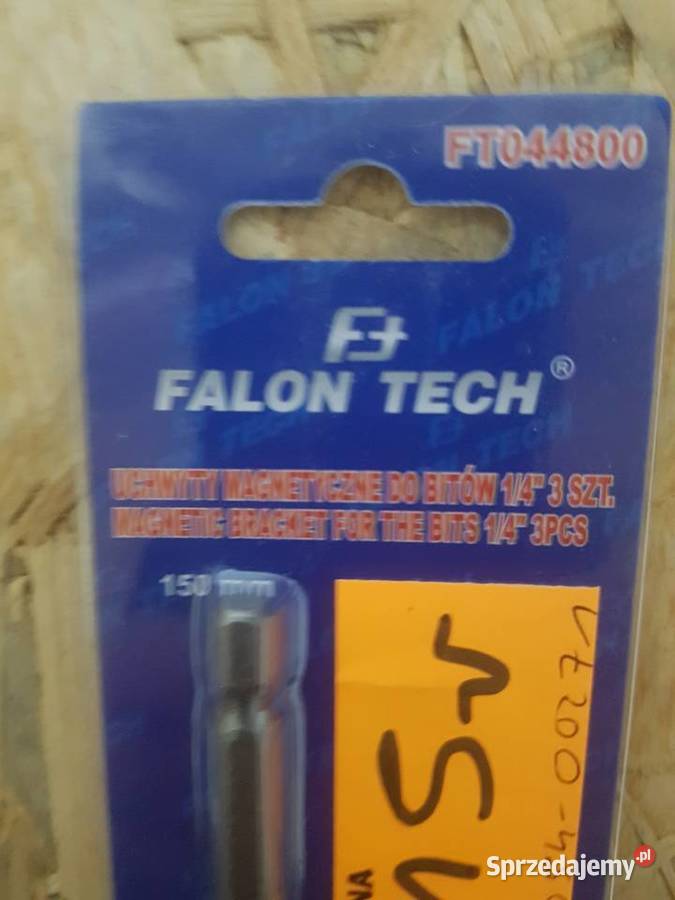 FT044800
FALON TECH®
UCHWYTY MAGNETYCZNE DO BITÓW 1/4" 3 SZT.
MAGNETIC BRACKET FOR THE BITS 1/4" 3PCS
150 mm
Sprzedajemy.pl